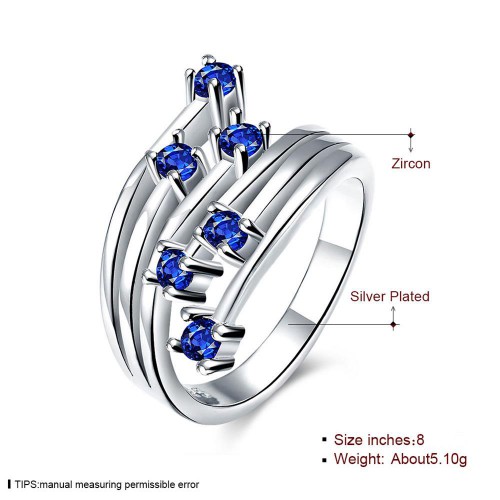 Zircon
Silver Plated
▪ Size inches:8
▪ Weight: About5.10g
TIPS:manual measuring permissible error